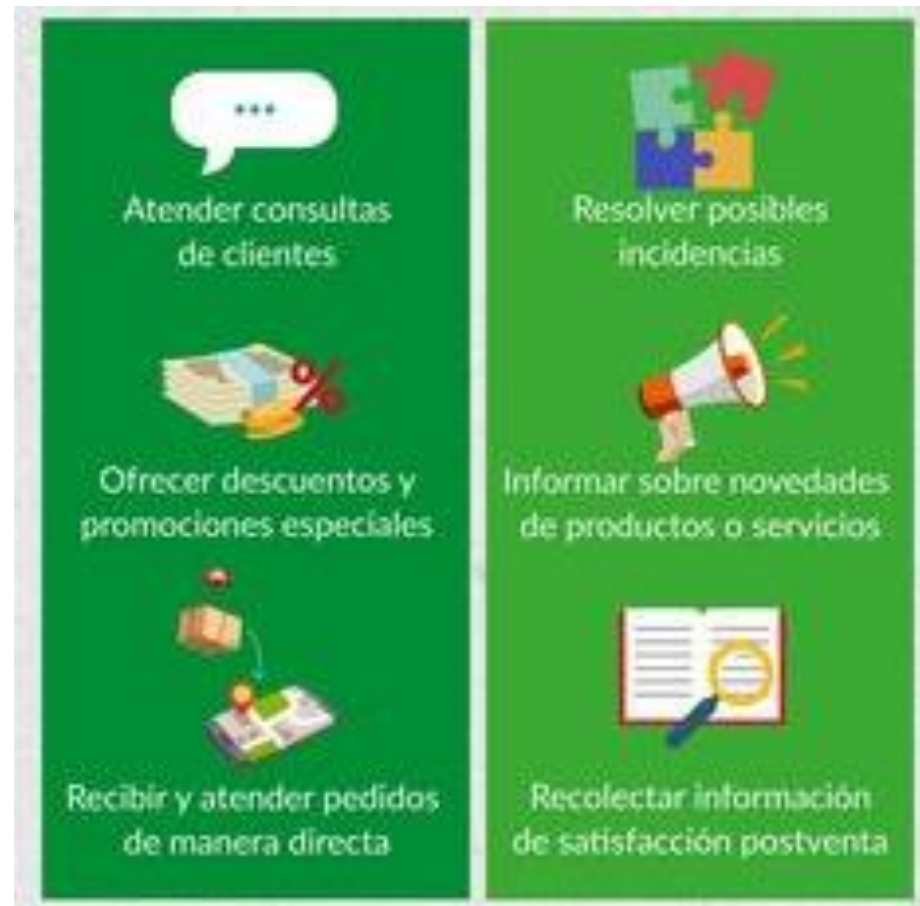 Atender consultas
de clientes
Ofrecer descuentos y
promociones especiales
Recibir y atender pedidos
de manera directa
Resolver posibles
incidencias
Informar sobre novedades
de productos o servicios
Recolectar información
de satisfacción postventa